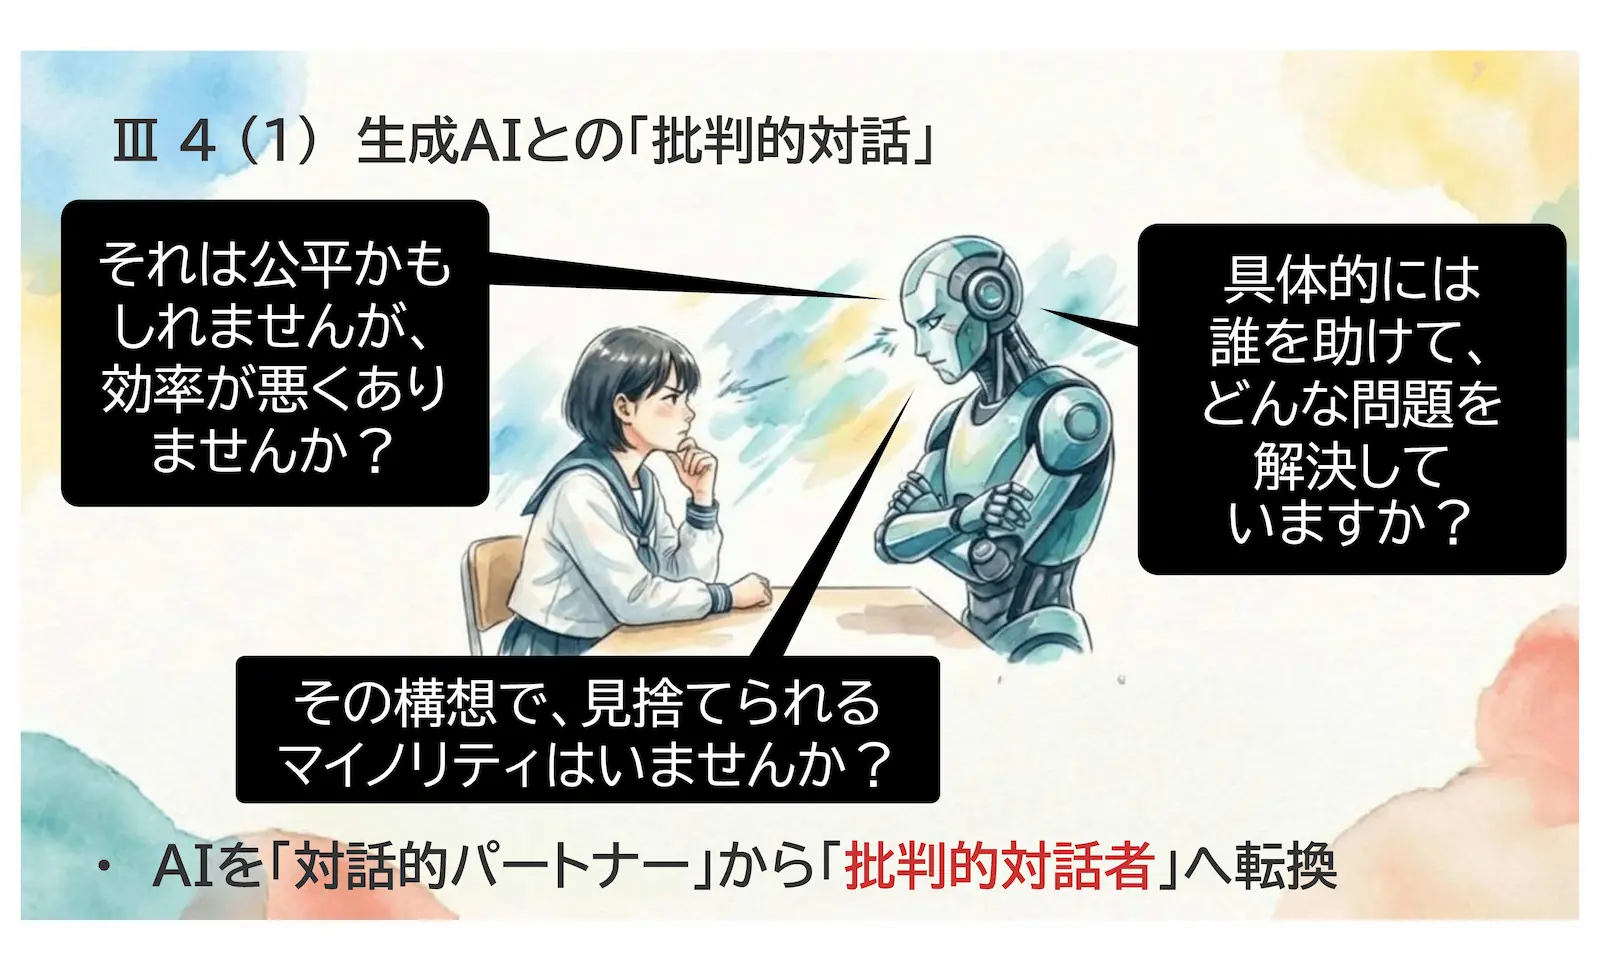 Ⅲ 4（1） 生成AIとの「批判的対話」
それは公平かも
しれませんが、
効率が悪くあり
ませんか？
具体的には
誰を助けて、
どんな問題を
解決して
いますか？
その構想で、見捨てられる
マイノリティはいませんか？
・ AIを「対話的パートナー」から「批判的対話者」へ転換